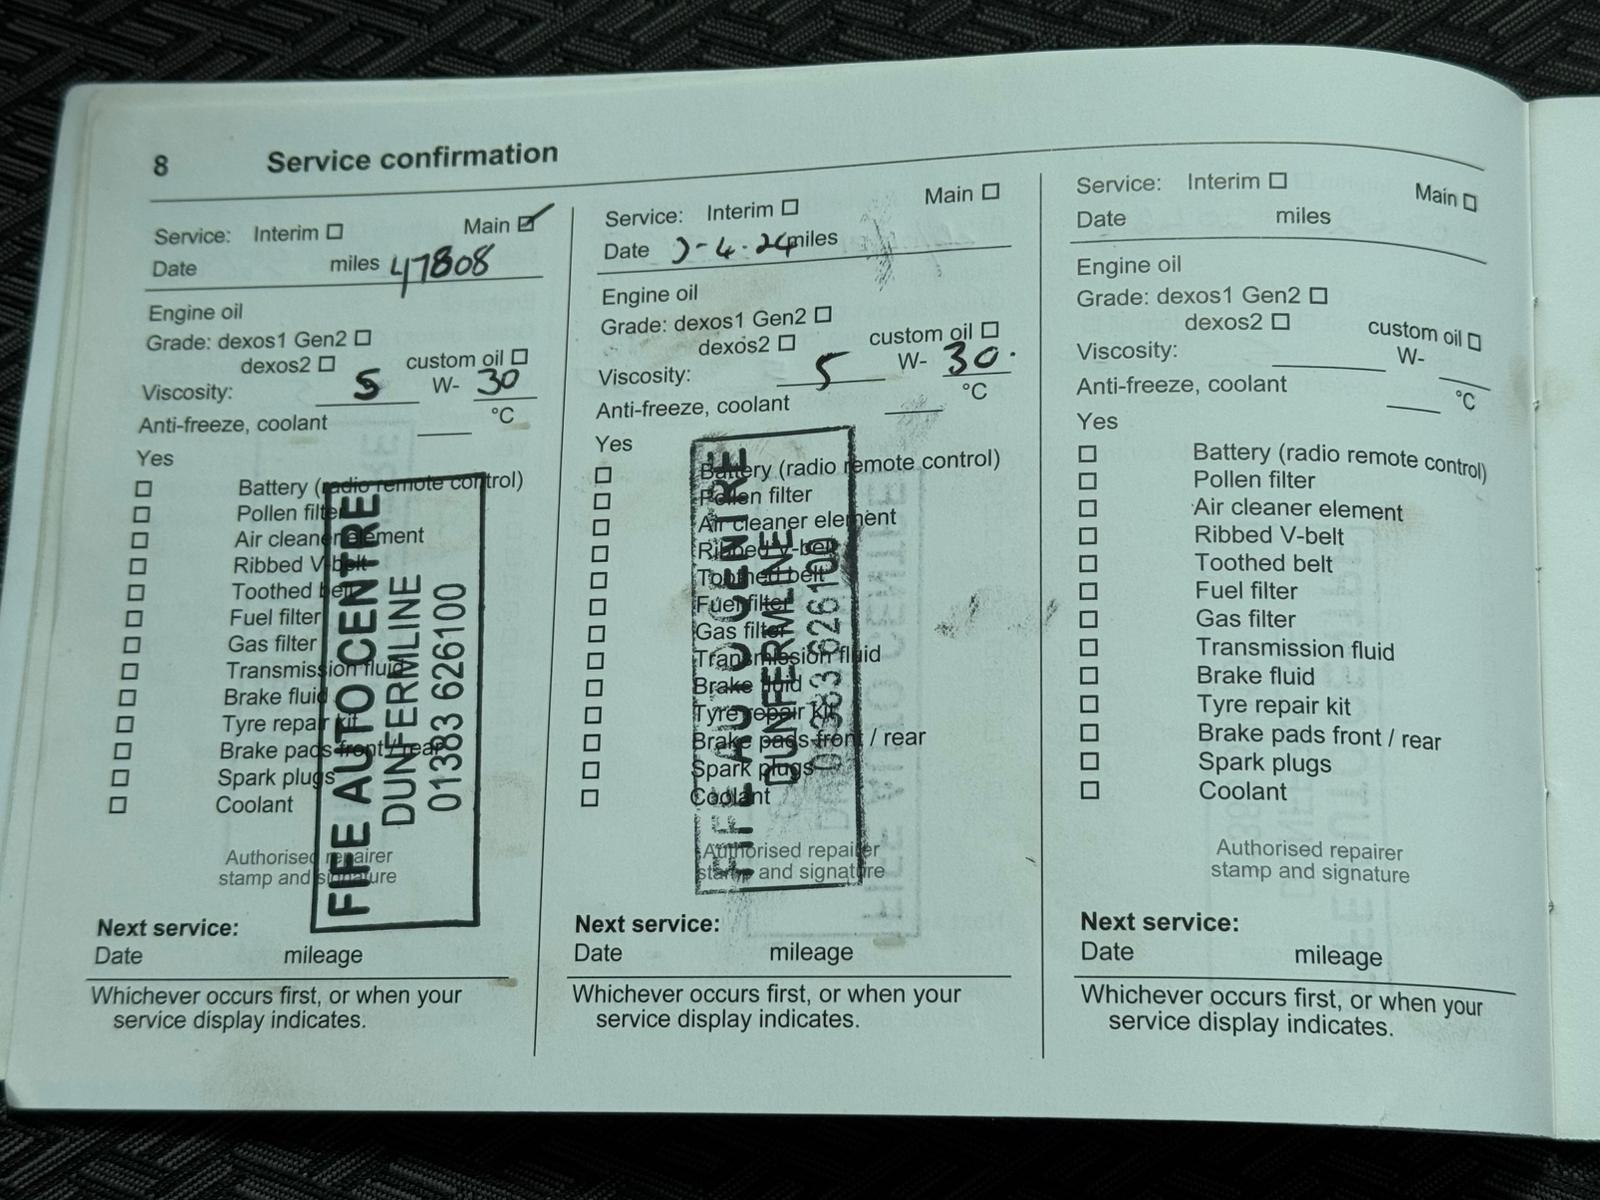 8 Service confirmation
Service: Interim Main
Date miles 47808
Engine oil
Grade: dexos1 Gen2
dexos2 custom oil
Viscosity: 5 W- 30
Anti-freeze, coolant °C
Yes
Battery (radio remote control)
Pollen filter
Air cleaner element
Ribbed V-belt
Toothed belt
Fuel filter
Gas filter
Transmission fluid
Brake fluid
Tyre repair kit
Brake pads front / rear
Spark plugs
Coolant
FIFE AUTO CENTRE
DUNFERMLINE
01383 626100
Authorised repairer
stamp and signature
Next service:
Date mileage
Whichever occurs first, or when your
service display indicates.
Service: Interim Main
Date -4.24 miles
Engine oil
Grade: dexos1 Gen2
dexos2 custom oil
Viscosity: 5 W- 30.
Anti-freeze, coolant °C
Yes
Battery (radio remote control)
Pollen filter
Air cleaner element
Ribbed V-belt
Toothed belt
Fuel filter
Gas filter
Transmission fluid
Brake fluid
Tyre repair kit
Brake pads front / rear
Spark plugs
Coolant
FIFE AUTO CENTRE
DUNFERMLINE
01383 626100
Authorised repairer
stamp and signature
Next service:
Date mileage
Whichever occurs first, or when your
service display indicates.
Service: Interim Main
Date miles
Engine oil
Grade: dexos1 Gen2
dexos2 custom oil
Viscosity: W-
Anti-freeze, coolant °C
Yes
Battery (radio remote control)
Pollen filter
Air cleaner element
Ribbed V-belt
Toothed belt
Fuel filter
Gas filter
Transmission fluid
Brake fluid
Tyre repair kit
Brake pads front / rear
Spark plugs
Coolant
Authorised repairer
stamp and signature
Next service:
Date mileage
Whichever occurs first, or when your
service display indicates.